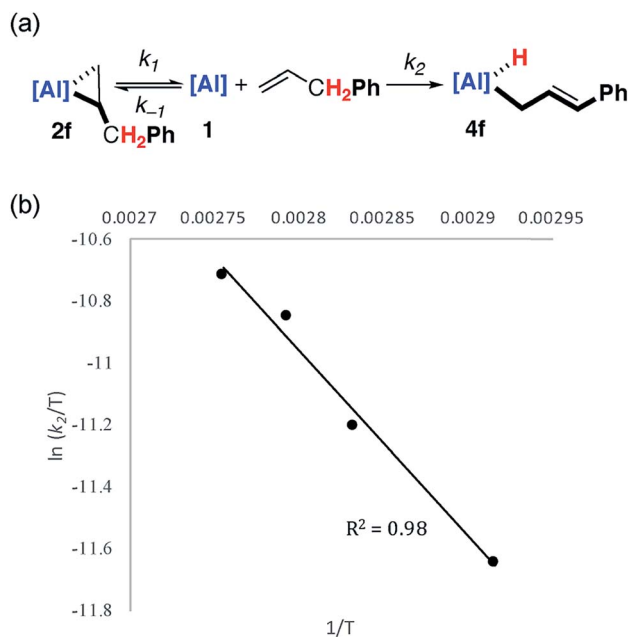 (a)
[Al] k1 k–1 [Al] + CH2Ph k2 [Al] H Ph
2f CH2Ph 1 4f
(b)
0.0027 0.00275 0.0028 0.00285 0.0029 0.00295
-10.6
-10.8
-11
-11.2
-11.4
-11.6
-11.8
ln (k2/T)
R² = 0.98
1/T